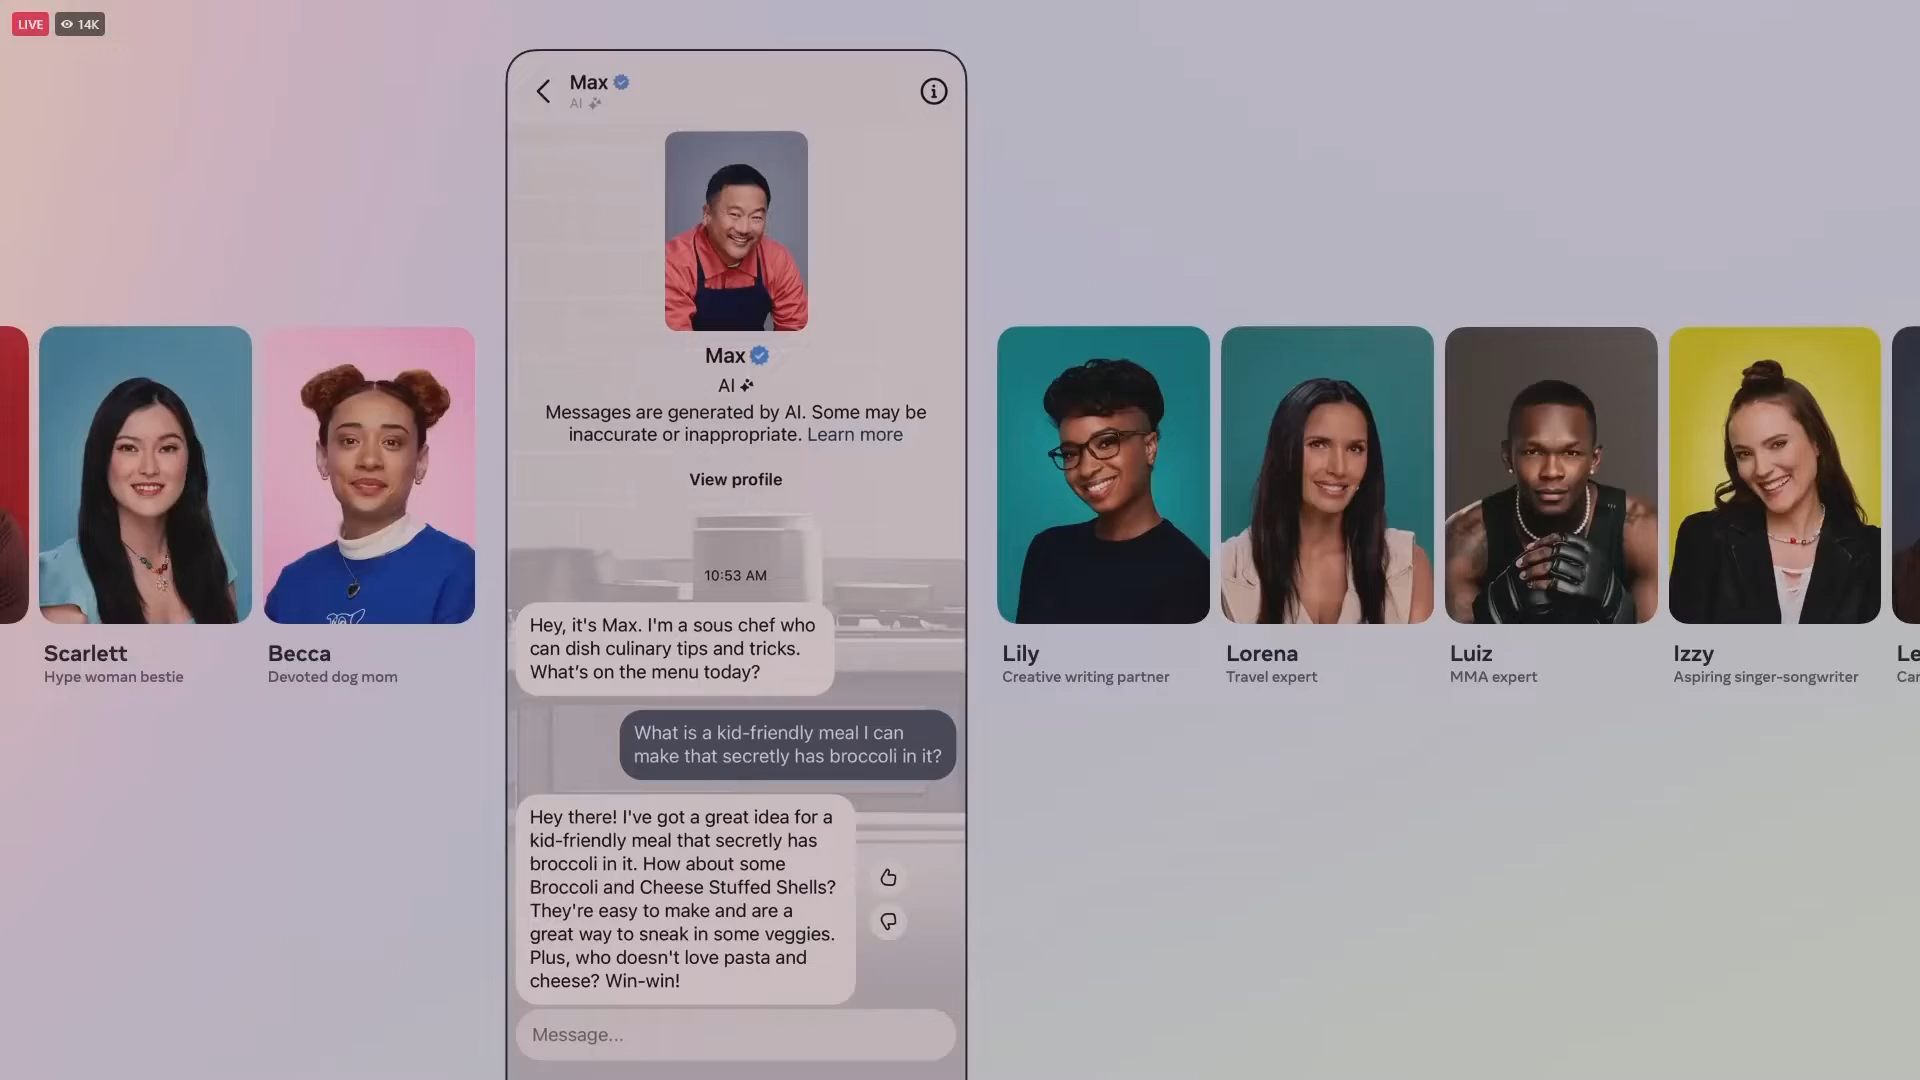 LIVE
14K
Max
AI
Max
AI
Messages are generated by AI. Some may be
inaccurate or inappropriate. Learn more
View profile
10:53 AM
Hey, it's Max. I'm a sous chef who
can dish culinary tips and tricks.
What's on the menu today?
What is a kid-friendly meal I can
make that secretly has broccoli in it?
Hey there! I've got a great idea for a
kid-friendly meal that secretly has
broccoli in it. How about some
Broccoli and Cheese Stuffed Shells?
They're easy to make and are a
great way to sneak in some veggies.
Plus, who doesn't love pasta and
cheese? Win-win!
Message...
Scarlett
Hype woman bestie
Becca
Devoted dog mom
Lily
Creative writing partner
Lorena
Travel expert
Luiz
MMA expert
Izzy
Aspiring singer-songwriter